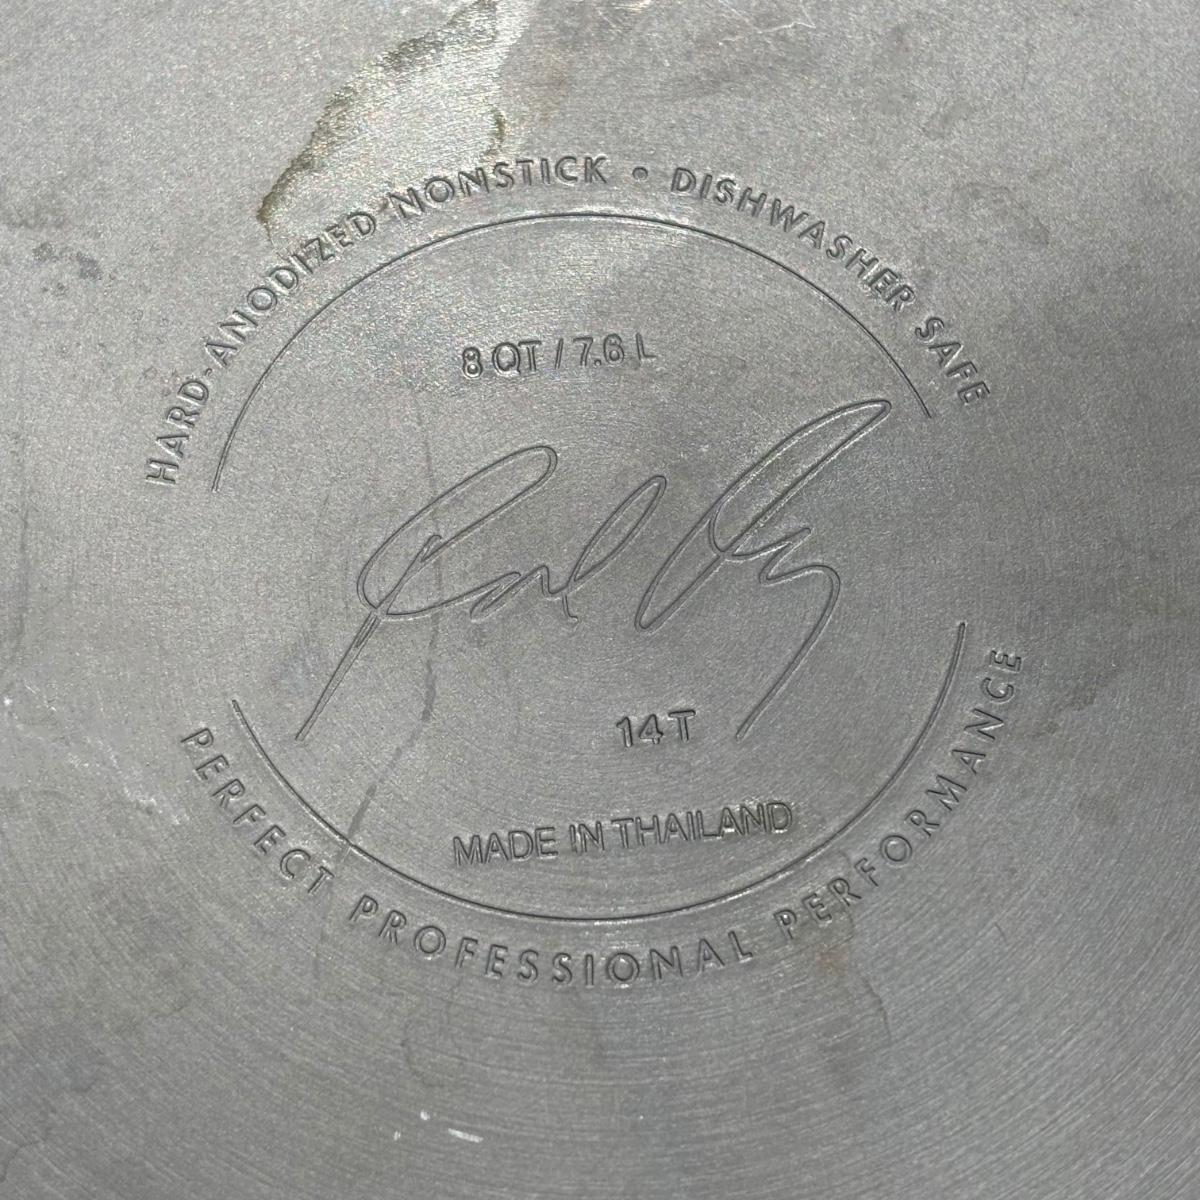 HARD-ANODIZED NONSTICK • DISHWASHER SAFE
8 QT / 7.6 L
14 T
MADE IN THAILAND
PERFECT PROFESSIONAL PERFORMANCE